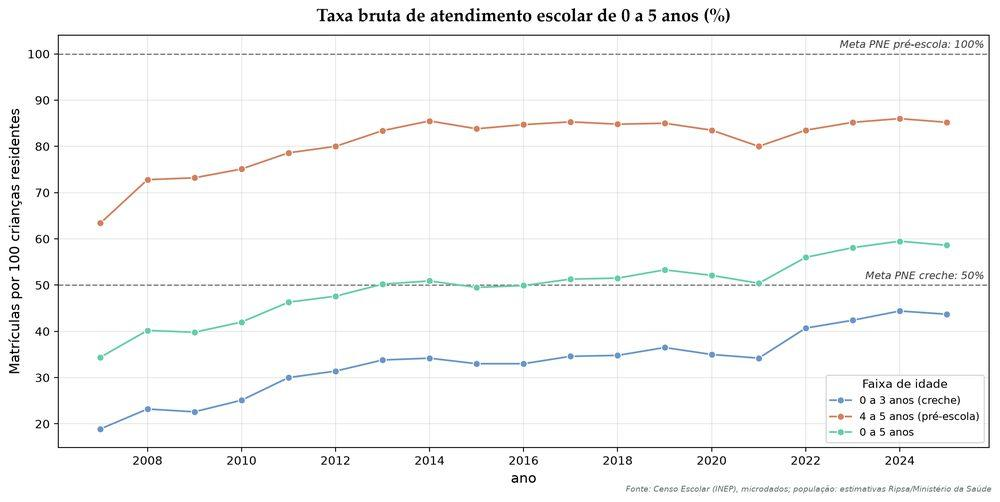 Taxa bruta de atendimento escolar de 0 a 5 anos (%)
Meta PNE pré-escola: 100%
100
90
80
70
60
50
40
30
20
Matrículas por 100 crianças residentes
Meta PNE creche: 50%
Faixa de idade
0 a 3 anos (creche)
4 a 5 anos (pré-escola)
0 a 5 anos
2008 2010 2012 2014 2016 2018 2020 2022 2024
ano
Fonte: Censo Escolar (INEP), microdados; população: estimativas Ripsa/Ministério da Saúde